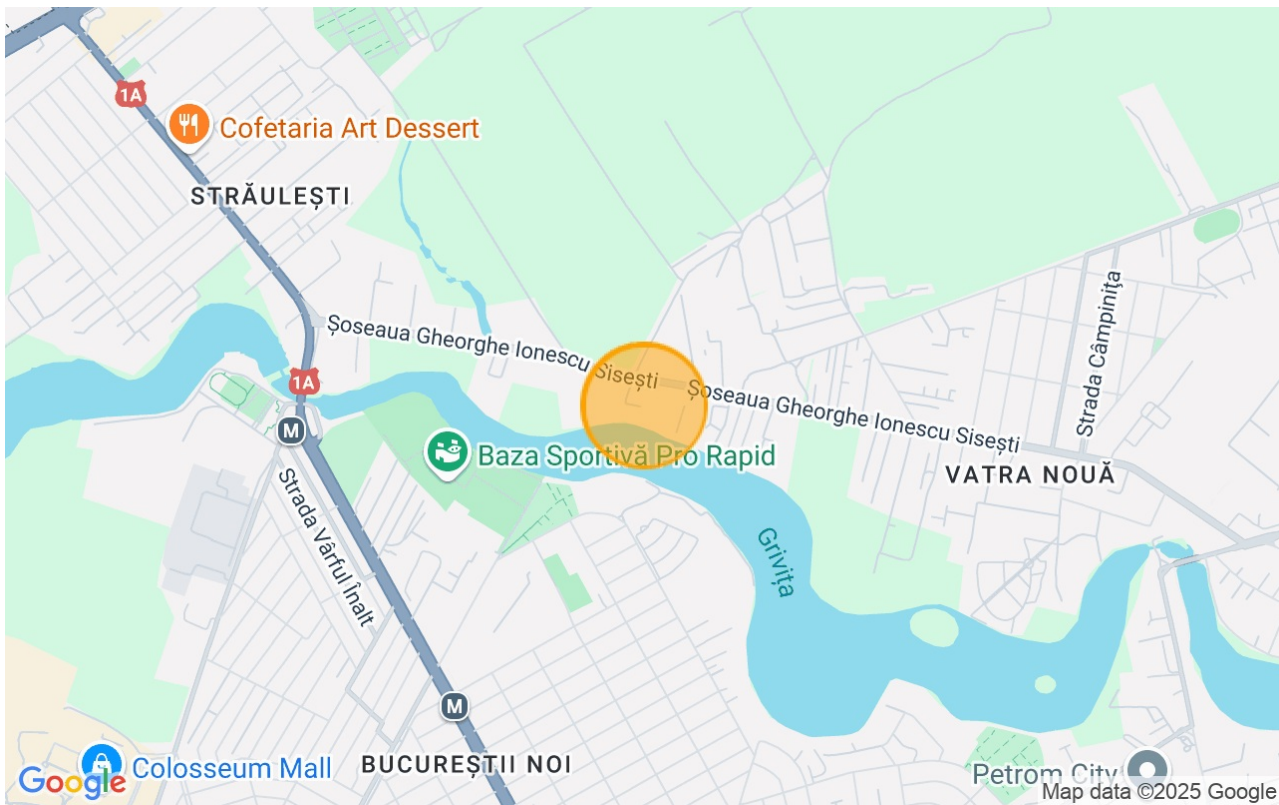 1A
Cofetaria Art Dessert
STRĂULEȘTI
Șoseaua Gheorghe Ionescu Sisești
Strada Câmpinița
1A
Șoseaua Gheorghe Ionescu Sisești
M
Baza Sportivă Pro Rapid
VATRA NOUĂ
Strada Vârful Înalt
Grivița
M
Colosseum Mall
BUCUREȘTII NOI
Petrom City
Google
Map data ©2025 Google